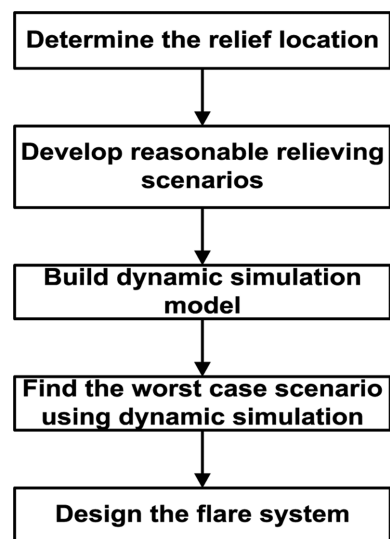 Determine the relief location
Develop reasonable relieving
scenarios
Build dynamic simulation
model
Find the worst case scenario
using dynamic simulation
Design the flare system